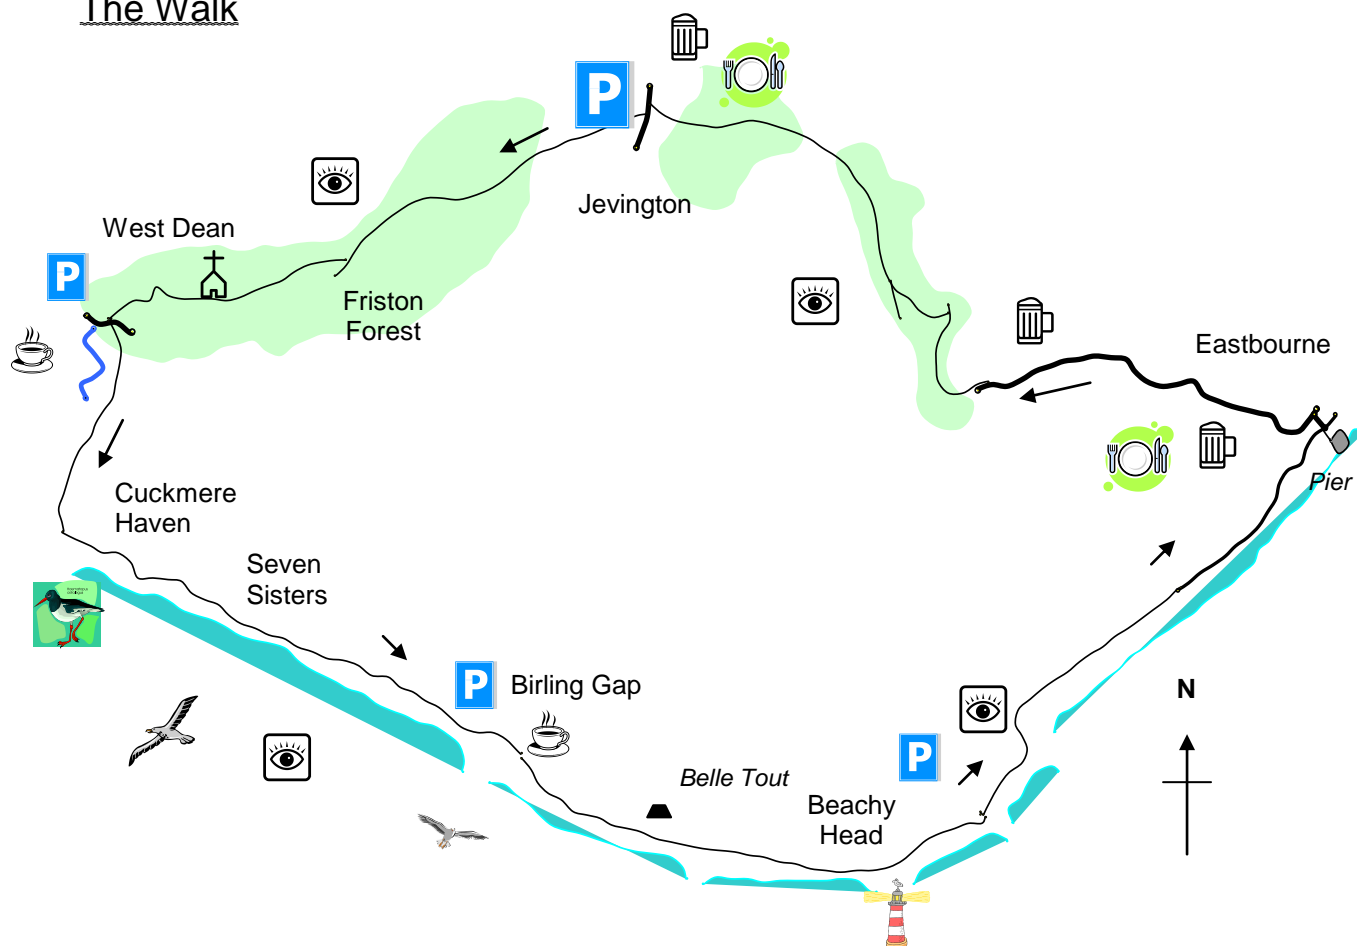 The Walk
P
Jevington
West Dean
P
Friston
Forest
Eastbourne
Pier
Cuckmere
Haven
Seven
Sisters
P
Birling Gap
N
P
Belle Tout
Beachy
Head